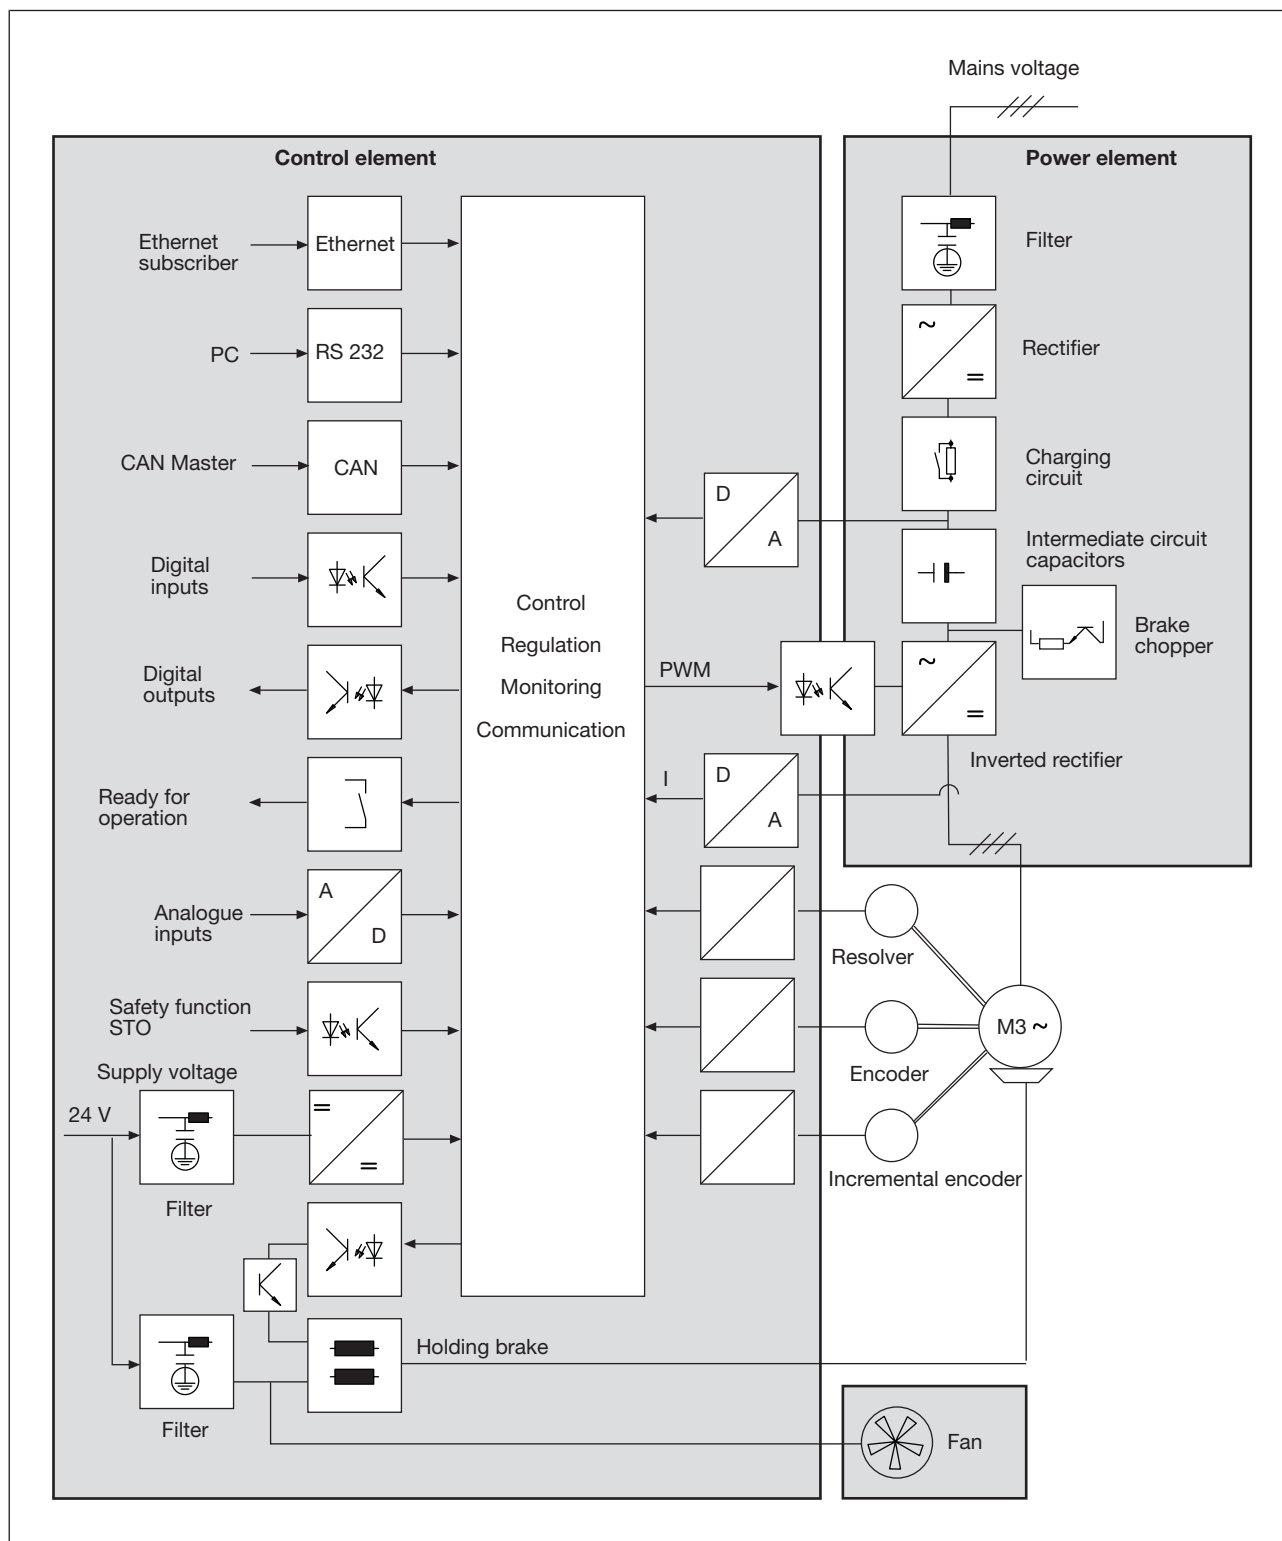 Mains voltage
Control element
Power element
Ethernet
subscriber
Ethernet
Filter
PC
RS 232
~
=
Rectifier
CAN Master
CAN
Charging
circuit
D
A
Digital
inputs
Intermediate circuit
capacitors
Control
Regulation
Monitoring
Communication
Brake
chopper
Digital
outputs
PWM
~
=
Inverted rectifier
Ready for
operation
I
D
A
Analogue
inputs
A
D
Resolver
Safety function
STO
M3 ~
Encoder
Supply voltage
24 V
=
=
Filter
Incremental encoder
Holding brake
Filter
Fan